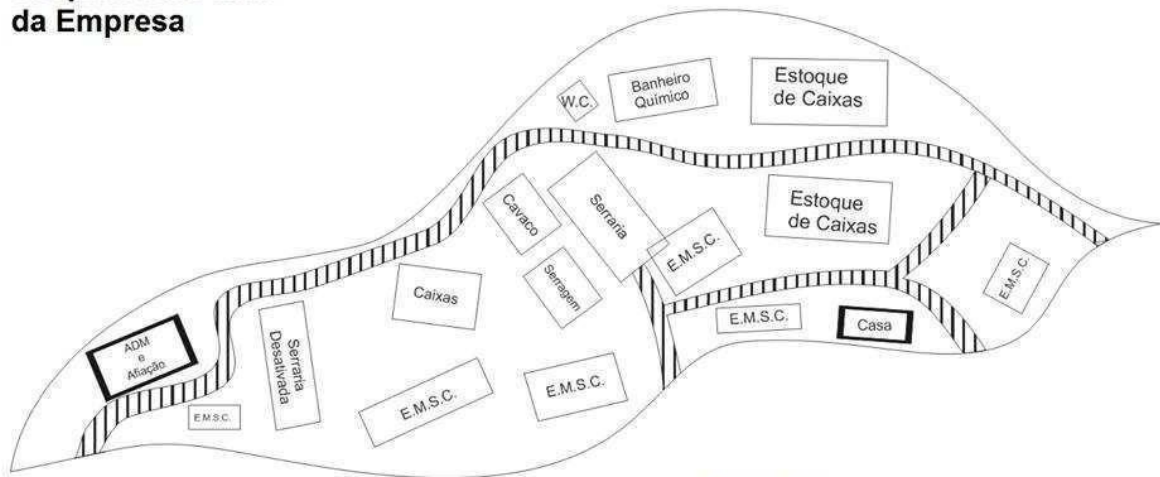 da Empresa
W.C.
Banheiro
Químico
Estoque
de Caixas
Cavaco
Serraria
Estoque
de Caixas
E.M.S.C.
Serragem
E.M.S.C.
Caixas
E.M.S.C.
Casa
ADM
e
Afiação
Serraria
Desativada
E.M.S.C.
E.M.S.C.
E.M.S.C.